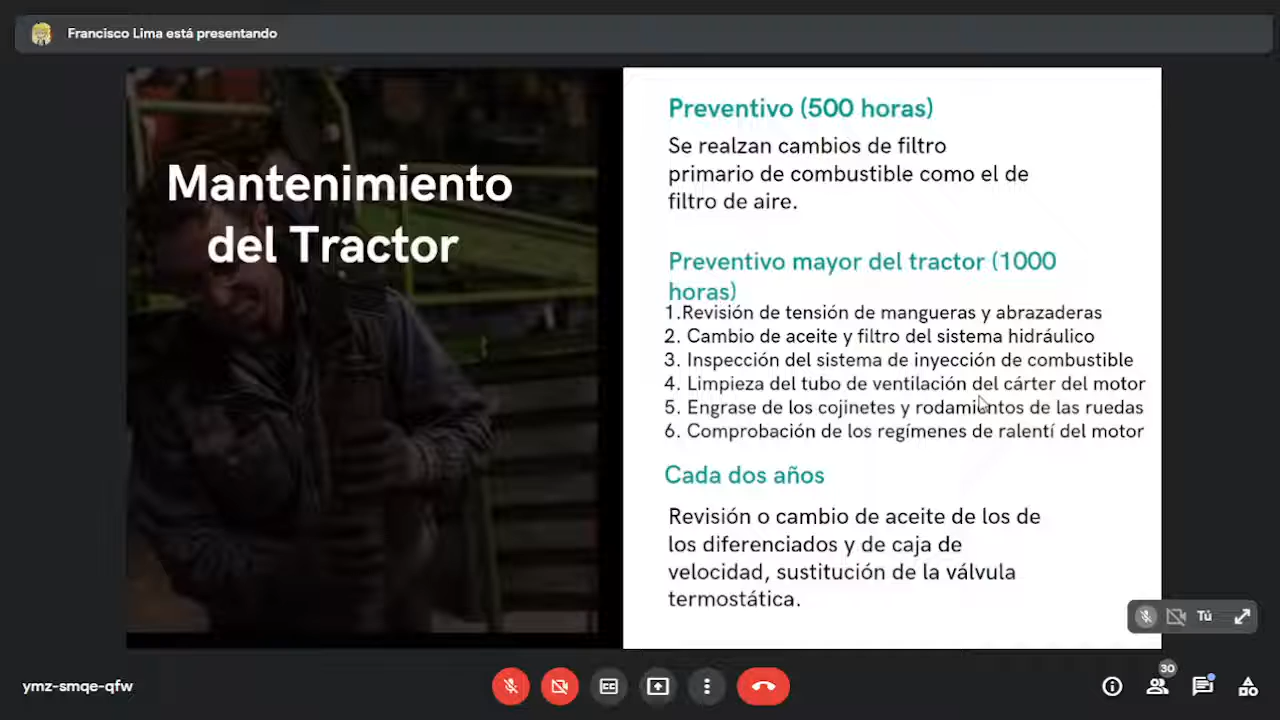 Francisco Lima está presentando
Mantenimiento
del Tractor
Preventivo (500 horas)
Se realzan cambios de filtro
primario de combustible como el de
filtro de aire.
Preventivo mayor del tractor (1000
horas)
1.Revisión de tensión de mangueras y abrazaderas
2. Cambio de aceite y filtro del sistema hidráulico
3. Inspección del sistema de inyección de combustible
4. Limpieza del tubo de ventilación del cárter del motor
5. Engrase de los cojinetes y rodamientos de las ruedas
6. Comprobación de los regímenes de ralentí del motor
Cada dos años
Revisión o cambio de aceite de los de
los diferenciados y de caja de
velocidad, sustitución de la válvula
termostática.
Tú
ymz-smqe-qfw
CC
30